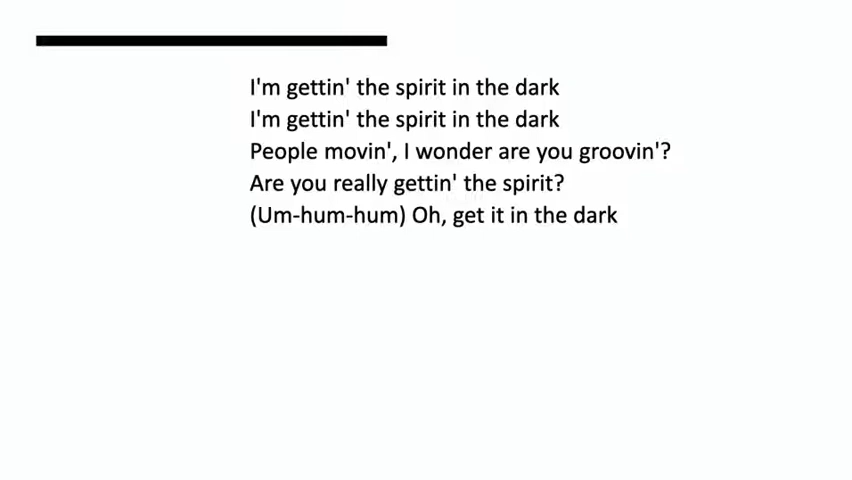 I'm gettin' the spirit in the dark
I'm gettin' the spirit in the dark
People movin', I wonder are you groovin'?
Are you really gettin' the spirit?
(Um-hum-hum) Oh, get it in the dark